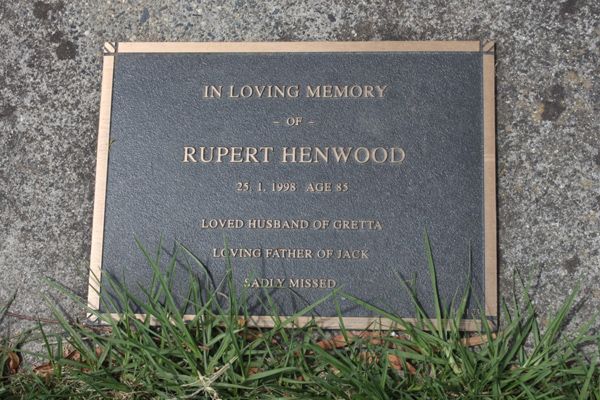 IN LOVING MEMORY
– OF –
RUPERT HENWOOD
25. 1. 1998 AGE 85
LOVED HUSBAND OF GRETTA
LOVING FATHER OF JACK
SADLY MISSED